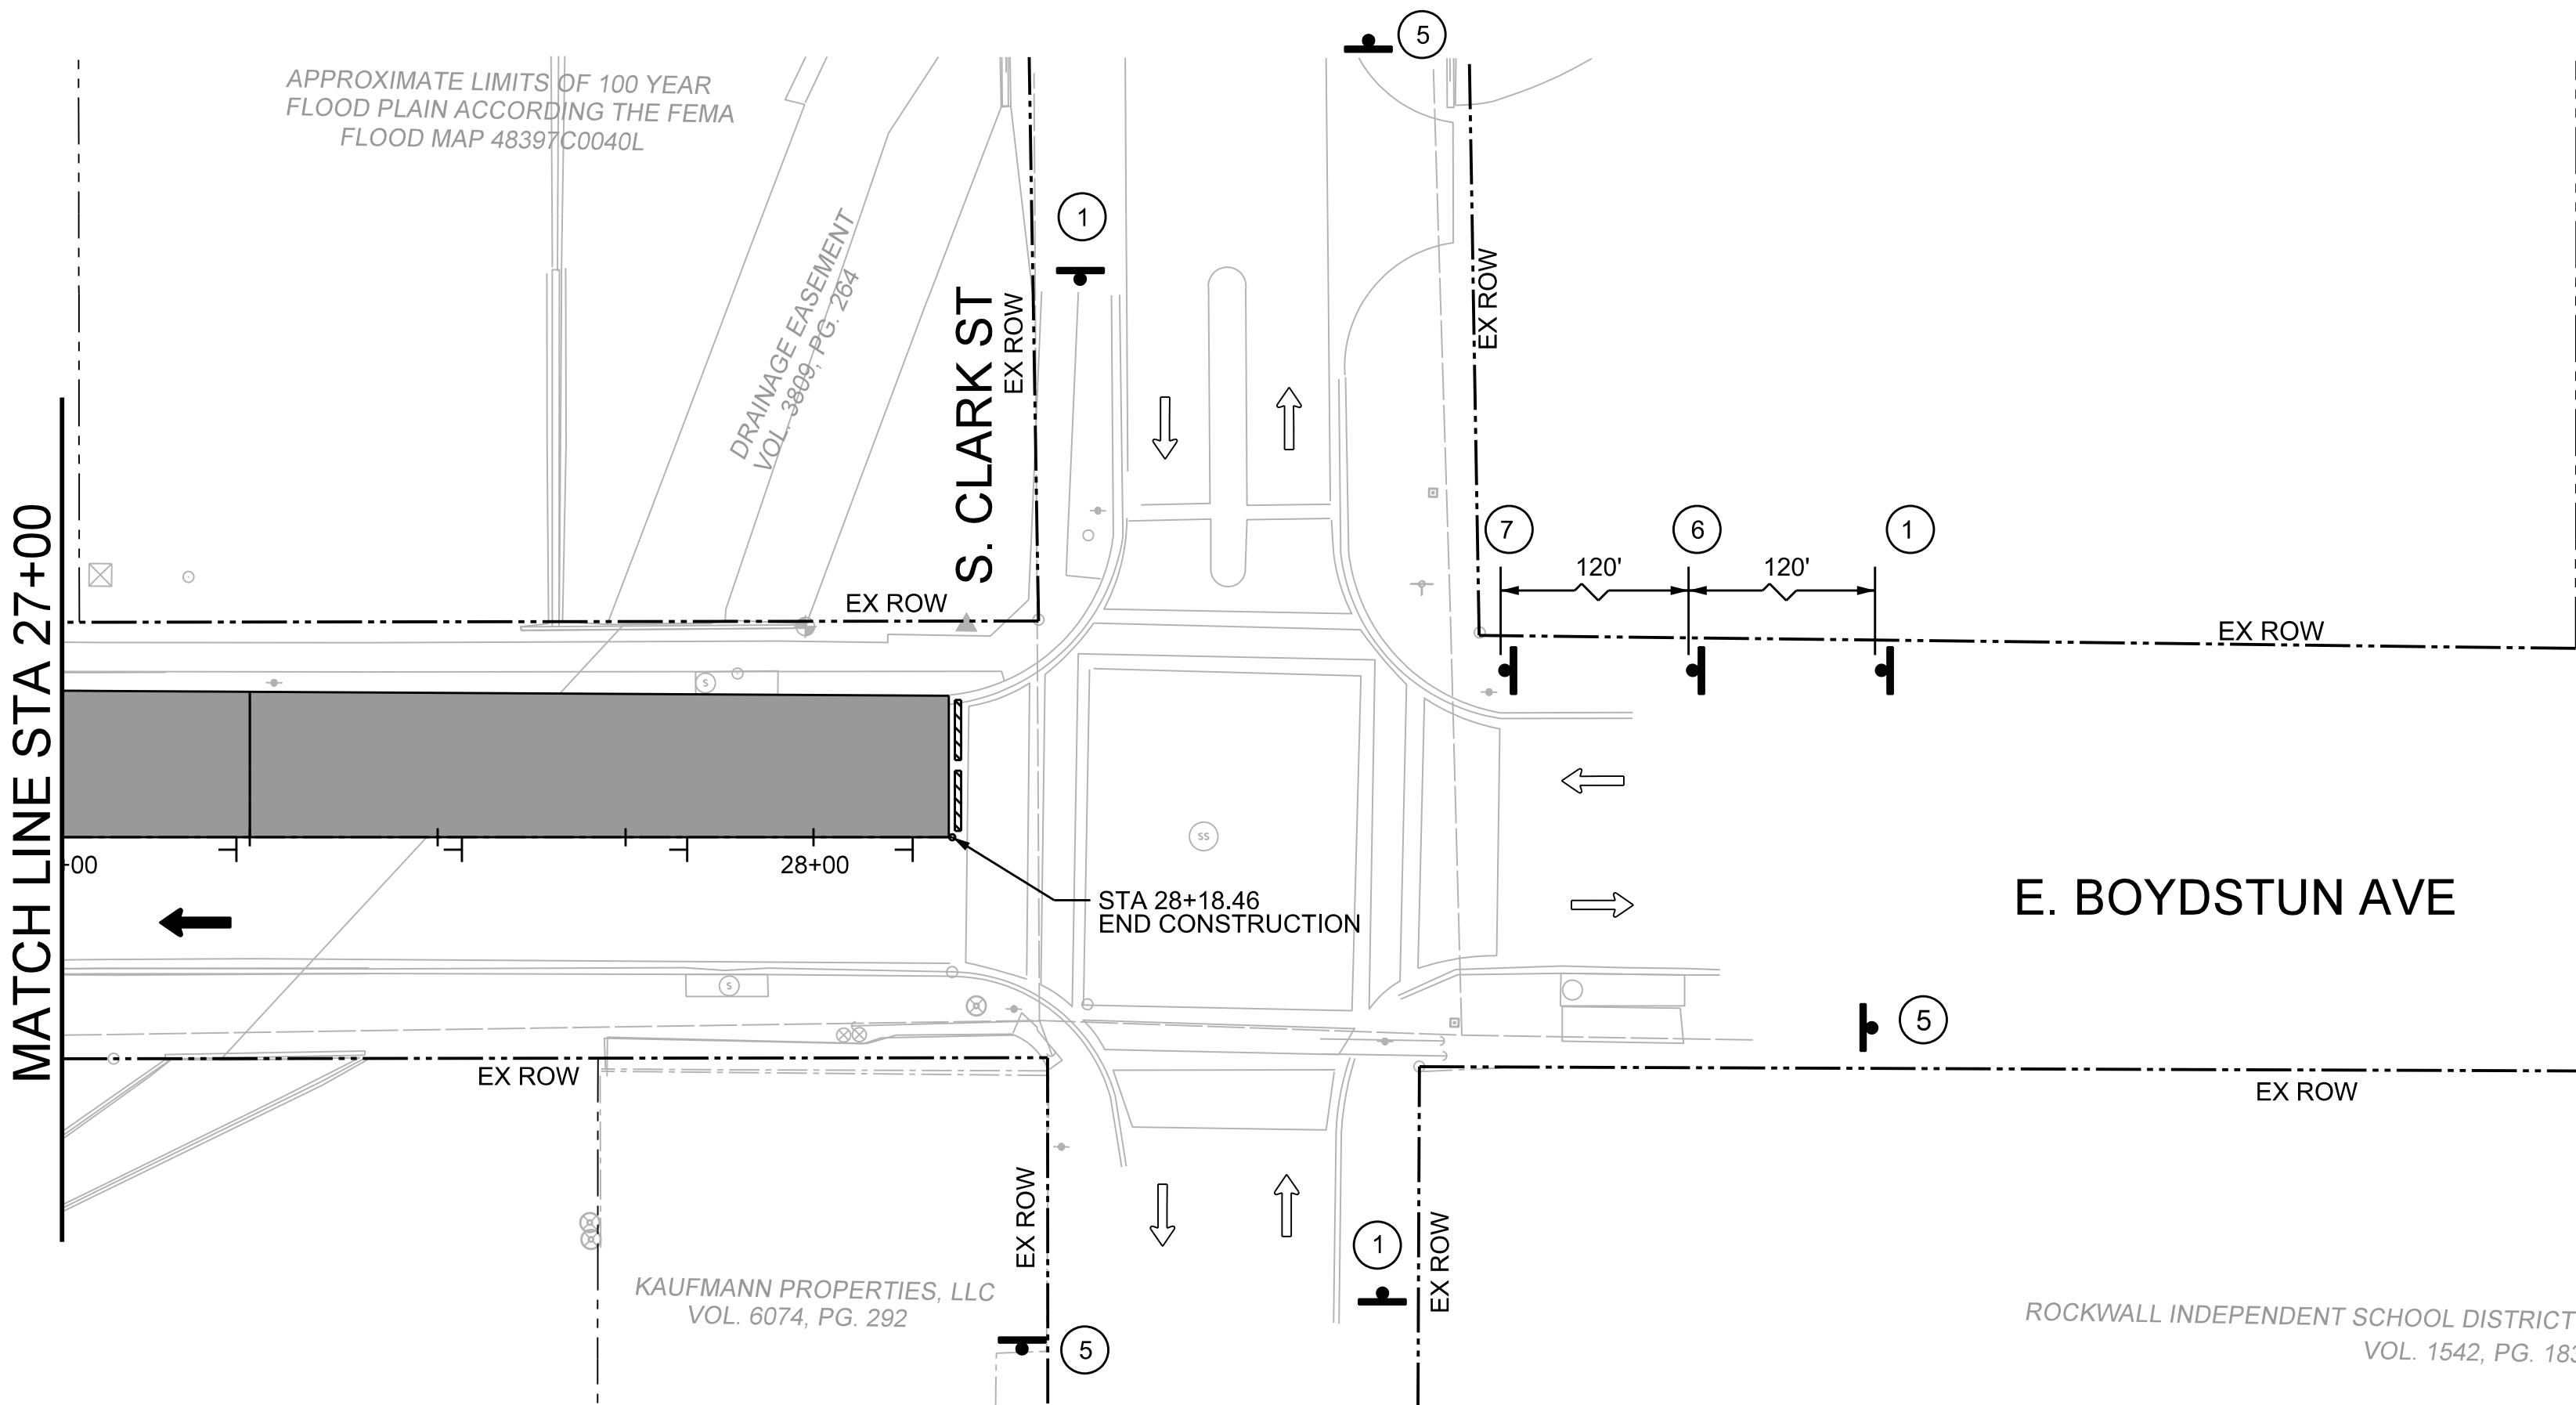 5
APPROXIMATE LIMITS OF 100 YEAR
FLOOD PLAIN ACCORDING THE FEMA
FLOOD MAP 48397C0040L
1
DRAINAGE EASEMENT
VOL. 3809, PG. 264
S. CLARK ST
EX ROW
EX ROW
7
6
1
120'
120'
EX ROW
EX ROW
MATCH LINE STA 27+00
S
SS
+00
28+00
STA 28+18.46
END CONSTRUCTION
E. BOYDSTUN AVE
S
5
EX ROW
EX ROW
EX ROW
EX ROW
1
KAUFMANN PROPERTIES, LLC
VOL. 6074, PG. 292
5
ROCKWALL INDEPENDENT SCHOOL DISTRICT
VOL. 1542, PG. 183